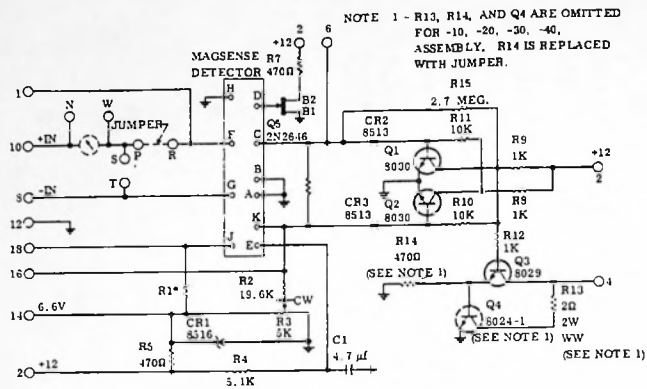 NOTE 1 - R13, R14, AND Q4 ARE OMITTED
FOR -10, -20, -30, -40,
ASSEMBLY. R14 IS REPLACED
WITH JUMPER.
2
6
+12
MAGSENSE
DETECTOR
R7
470Ω
H
D
B2
B1
Q5
2N2646
1
N
W
JUMPER
10
+IN
S
P
R
F
C
R15
2.7 MEG.
CR2
8513
R11
10K
R9
1K
Q1
8030
+12
2
T
-IN
G
B
A
CR3
8513
Q2
8030
R10
10K
R9
1K
12
K
18
J
E
R14
470Ω
(SEE NOTE 1)
R12
1K
Q3
8029
16
R1*
R2
19.6K
CW
4
14
6.6V
CR1
8516
R3
5K
Q4
8024-1
(SEE NOTE 1)
R13
2Ω
2W
WW
(SEE NOTE 1)
R5
470Ω
C1
4.7 μf
2
+12
R4
5.1K